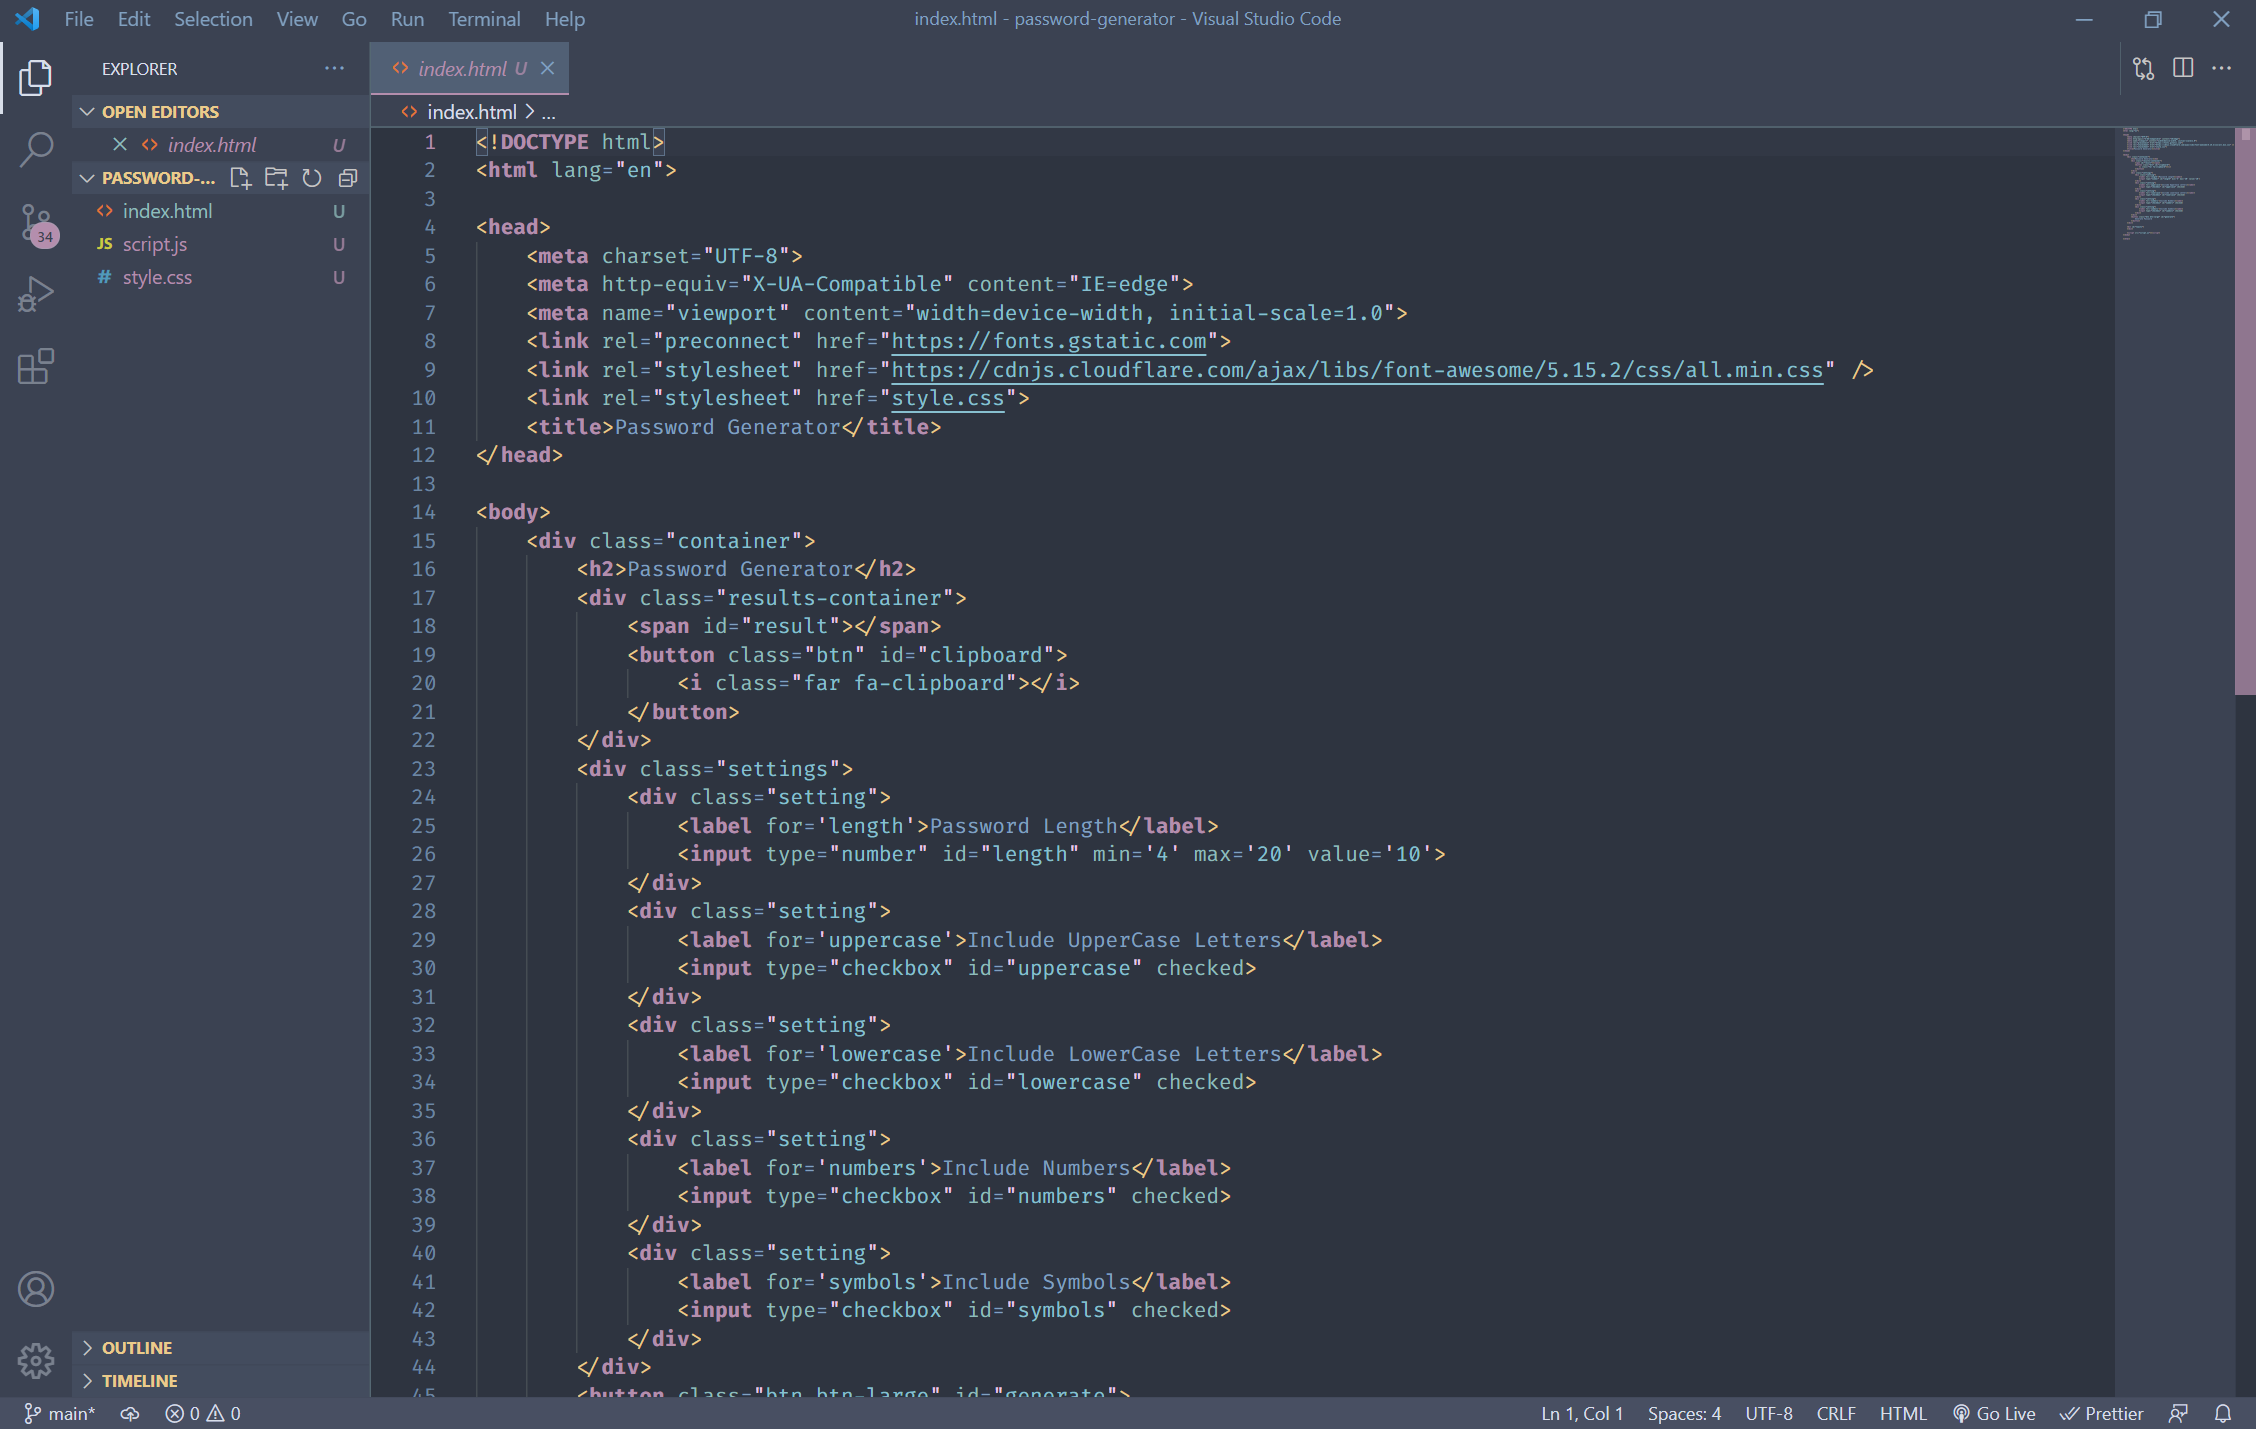 File Edit Selection View Go Run Terminal Help
index.html - password-generator - Visual Studio Code
EXPLORER
OPEN EDITORS
index.html U
PASSWORD-...
index.html U
JS script.js U
# style.css U
34
OUTLINE
TIMELINE
index.html U
index.html > ...
1 <!DOCTYPE html>
2 <html lang="en">
3
4 <head>
5     <meta charset="UTF-8">
6     <meta http-equiv="X-UA-Compatible" content="IE=edge">
7     <meta name="viewport" content="width=device-width, initial-scale=1.0">
8     <link rel="preconnect" href="https://fonts.gstatic.com">
9     <link rel="stylesheet" href="https://cdnjs.cloudflare.com/ajax/libs/font-awesome/5.15.2/css/all.min.css" />
10     <link rel="stylesheet" href="style.css">
11     <title>Password Generator</title>
12 </head>
13
14 <body>
15     <div class="container">
16         <h2>Password Generator</h2>
17         <div class="results-container">
18             <span id="result"></span>
19             <button class="btn" id="clipboard">
20                 <i class="far fa-clipboard"></i>
21             </button>
22         </div>
23         <div class="settings">
24             <div class="setting">
25                 <label for='length'>Password Length</label>
26                 <input type="number" id="length" min='4' max='20' value='10'>
27             </div>
28             <div class="setting">
29                 <label for='uppercase'>Include UpperCase Letters</label>
30                 <input type="checkbox" id="uppercase" checked>
31             </div>
32             <div class="setting">
33                 <label for='lowercase'>Include LowerCase Letters</label>
34                 <input type="checkbox" id="lowercase" checked>
35             </div>
36             <div class="setting">
37                 <label for='numbers'>Include Numbers</label>
38                 <input type="checkbox" id="numbers" checked>
39             </div>
40             <div class="setting">
41                 <label for='symbols'>Include Symbols</label>
42                 <input type="checkbox" id="symbols" checked>
43             </div>
44         </div>
45         <button class="btn btn-large" id="generate">
main* 0 0 Ln 1, Col 1 Spaces: 4 UTF-8 CRLF HTML Go Live Prettier